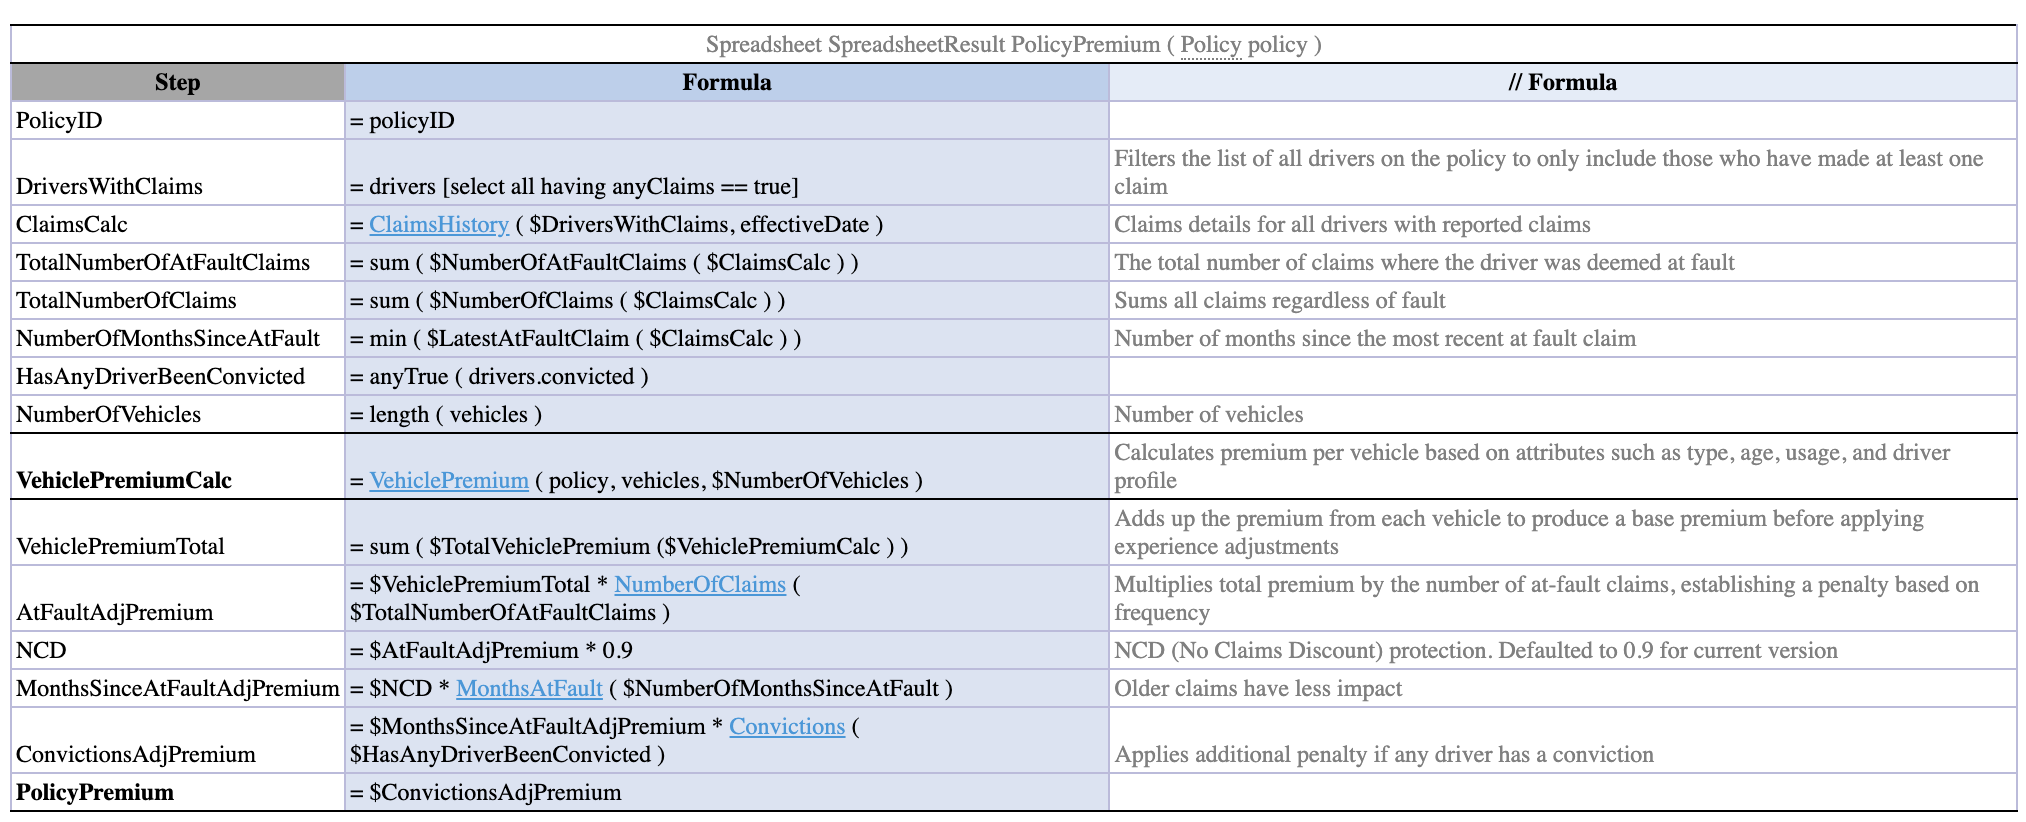 Spreadsheet SpreadsheetResult PolicyPremium ( Policy policy )
Step Formula // Formula
PolicyID = policyID
DriversWithClaims = drivers [select all having anyClaims == true] Filters the list of all drivers on the policy to only include those who have made at least one
claim
ClaimsCalc = ClaimsHistory ( $DriversWithClaims, effectiveDate ) Claims details for all drivers with reported claims
TotalNumberOfAtFaultClaims = sum ( $NumberOfAtFaultClaims ( $ClaimsCalc ) ) The total number of claims where the driver was deemed at fault
TotalNumberOfClaims = sum ( $NumberOfClaims ( $ClaimsCalc ) ) Sums all claims regardless of fault
NumberOfMonthsSinceAtFault = min ( $LatestAtFaultClaim ( $ClaimsCalc ) ) Number of months since the most recent at fault claim
HasAnyDriverBeenConvicted = anyTrue ( drivers.convicted )
NumberOfVehicles = length ( vehicles ) Number of vehicles
VehiclePremiumCalc = VehiclePremium ( policy, vehicles, $NumberOfVehicles ) Calculates premium per vehicle based on attributes such as type, age, usage, and driver
profile
VehiclePremiumTotal = sum ( $TotalVehiclePremium ($VehiclePremiumCalc ) ) Adds up the premium from each vehicle to produce a base premium before applying
experience adjustments
AtFaultAdjPremium = $VehiclePremiumTotal * NumberOfClaims (
$TotalNumberOfAtFaultClaims ) Multiplies total premium by the number of at-fault claims, establishing a penalty based on
frequency
NCD = $AtFaultAdjPremium * 0.9 NCD (No Claims Discount) protection. Defaulted to 0.9 for current version
MonthsSinceAtFaultAdjPremium = $NCD * MonthsAtFault ( $NumberOfMonthsSinceAtFault ) Older claims have less impact
ConvictionsAdjPremium = $MonthsSinceAtFaultAdjPremium * Convictions (
$HasAnyDriverBeenConvicted ) Applies additional penalty if any driver has a conviction
PolicyPremium = $ConvictionsAdjPremium